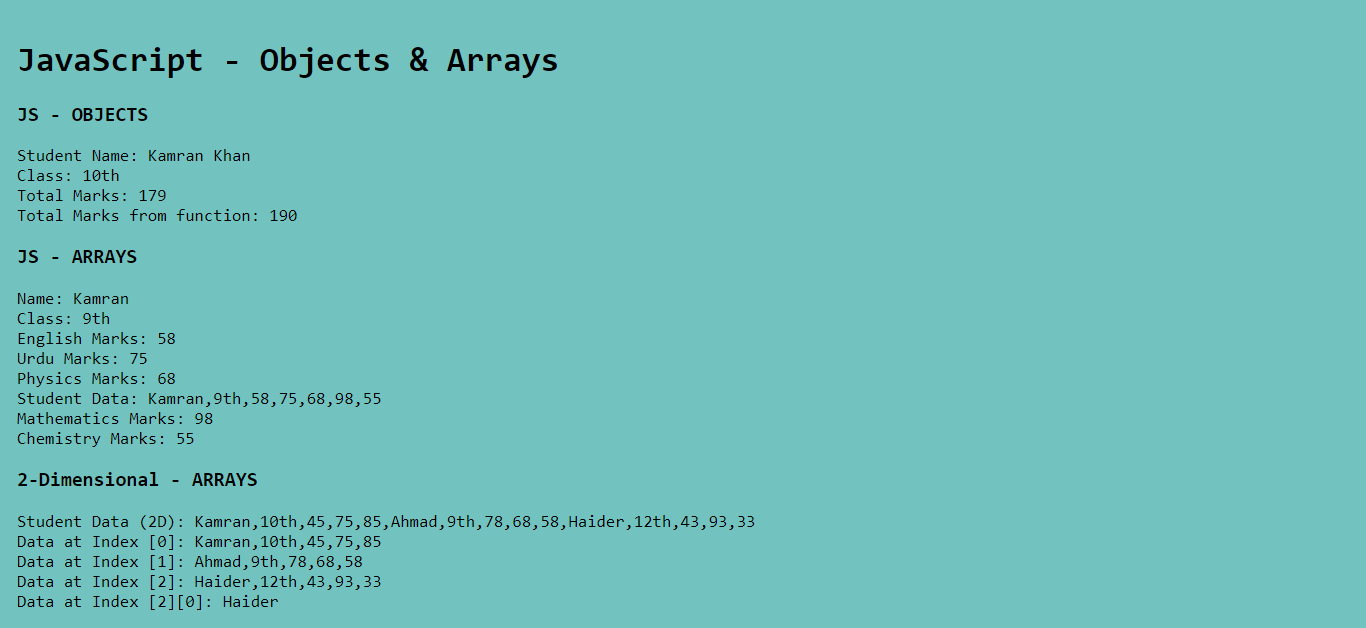 JavaScript - Objects & Arrays
JS - OBJECTS
Student Name: Kamran Khan
Class: 10th
Total Marks: 179
Total Marks from function: 190
JS - ARRAYS
Name: Kamran
Class: 9th
English Marks: 58
Urdu Marks: 75
Physics Marks: 68
Student Data: Kamran,9th,58,75,68,98,55
Mathematics Marks: 98
Chemistry Marks: 55
2-Dimensional - ARRAYS
Student Data (2D): Kamran,10th,45,75,85,Ahmad,9th,78,68,58,Haider,12th,43,93,33
Data at Index [0]: Kamran,10th,45,75,85
Data at Index [1]: Ahmad,9th,78,68,58
Data at Index [2]: Haider,12th,43,93,33
Data at Index [2][0]: Haider